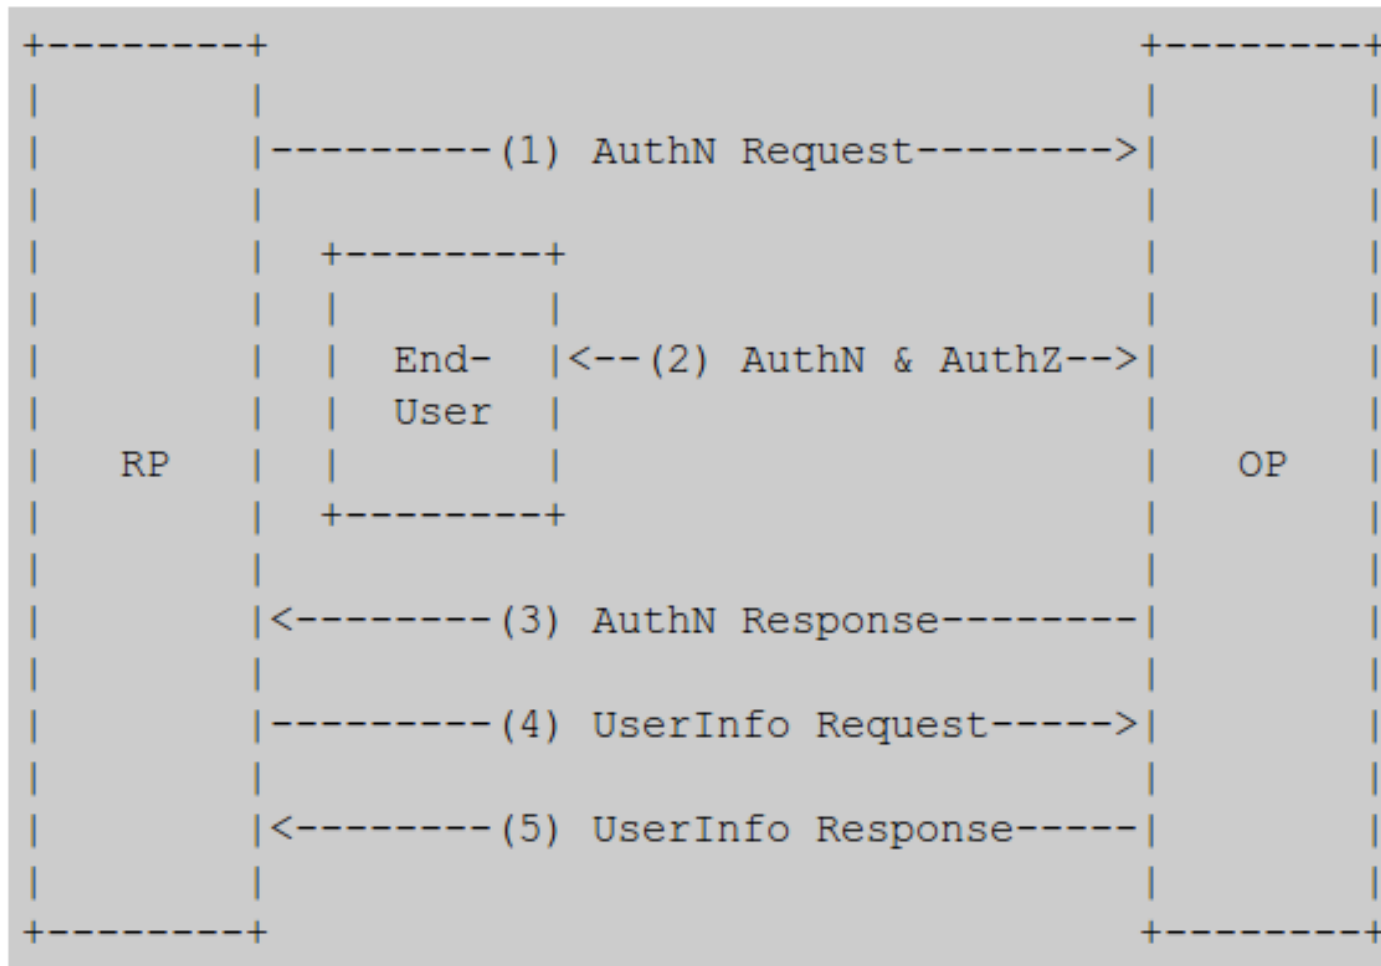 +--------+                                   +--------+
|        |                                   |        |
|        |---------(1) AuthN Request-------->|        |
|        |                                   |        |
|        |  +--------+                       |        |
|        |  |        |                       |        |
|        |  |  End-  |<--(2) AuthN & AuthZ-->|        |
|        |  |  User  |                       |        |
|   RP   |  |        |                       |   OP   |
|        |  +--------+                       |        |
|        |                                   |        |
|        |<--------(3) AuthN Response--------|        |
|        |                                   |        |
|        |---------(4) UserInfo Request----->|        |
|        |                                   |        |
|        |<--------(5) UserInfo Response-----|        |
|        |                                   |        |
+--------+                                   +--------+